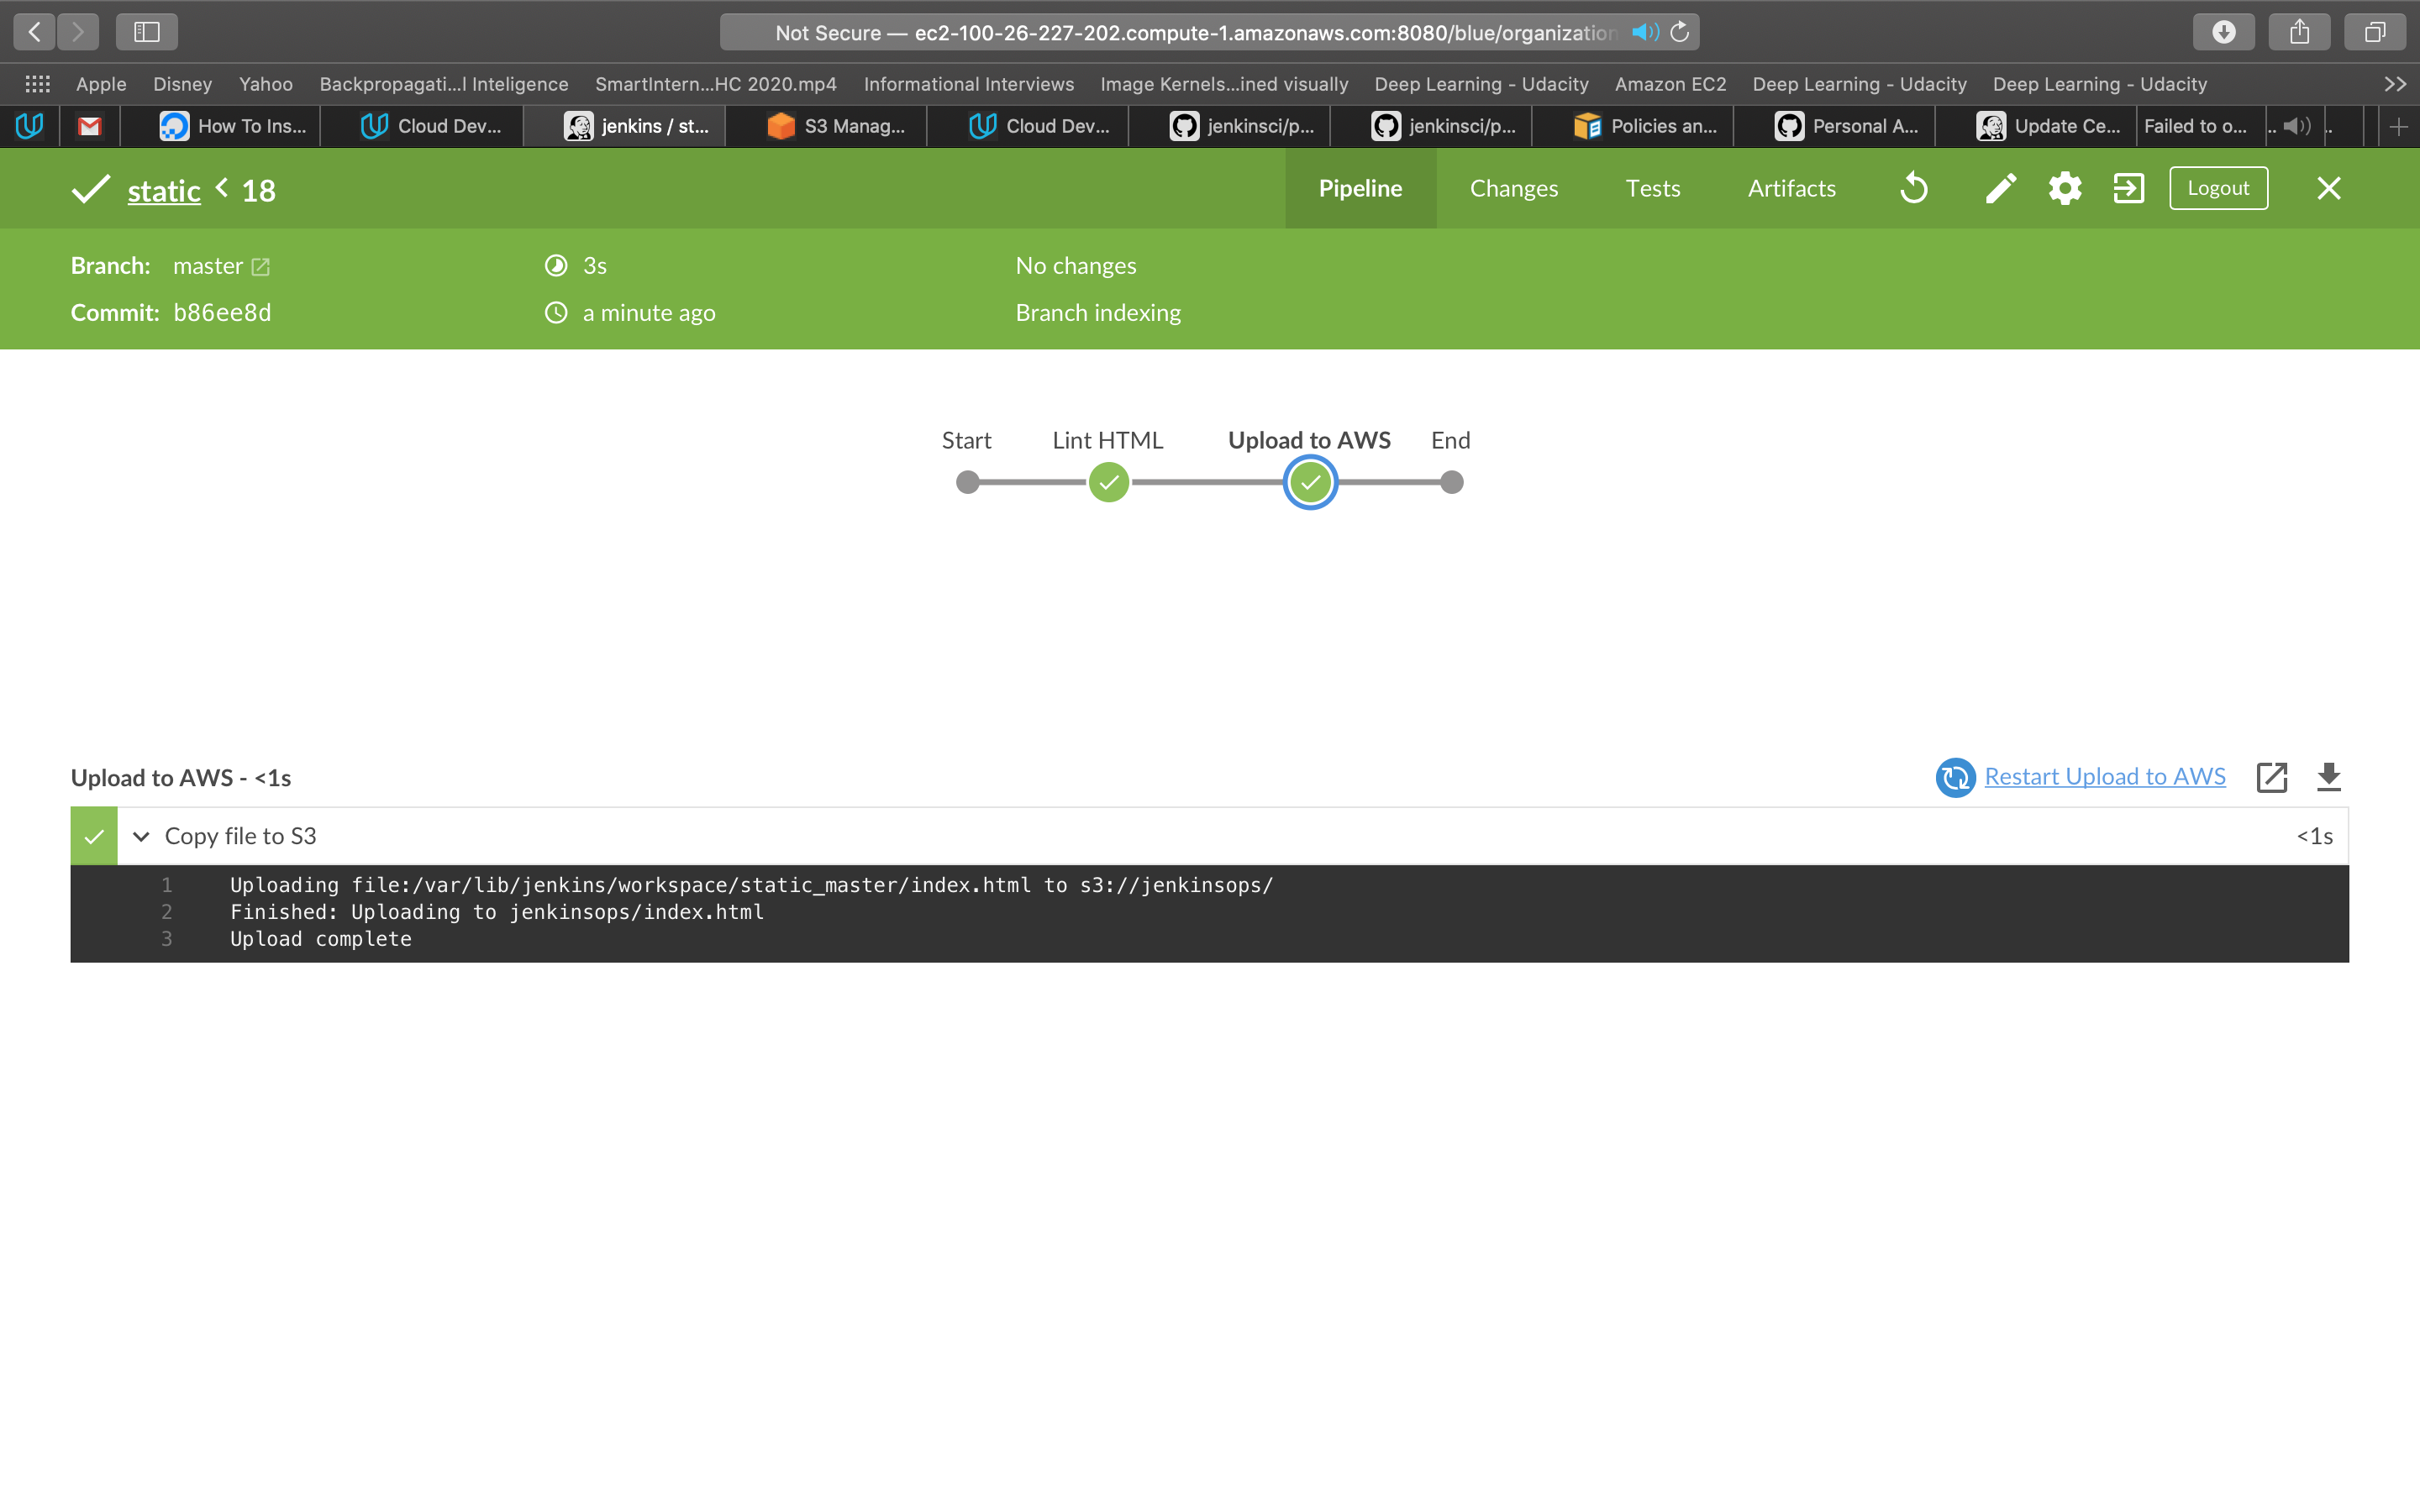 Not Secure — ec2-100-26-227-202.compute-1.amazonaws.com:8080/blue/organization
Apple Disney Yahoo Backpropagati...l Inteligence SmartIntern...HC 2020.mp4 Informational Interviews Image Kernels...ined visually Deep Learning - Udacity Amazon EC2 Deep Learning - Udacity Deep Learning - Udacity
How To Ins... Cloud Dev... jenkins / st... S3 Manag... Cloud Dev... jenkinsci/p... jenkinsci/p... Policies an... Personal A... Update Ce... Failed to o...
static < 18 Pipeline Changes Tests Artifacts Logout
Branch: master 3s No changes
Commit: b86ee8d a minute ago Branch indexing
Start Lint HTML Upload to AWS End
Upload to AWS - <1s Restart Upload to AWS
Copy file to S3 <1s
1 Uploading file:/var/lib/jenkins/workspace/static_master/index.html to s3://jenkinsops/
2 Finished: Uploading to jenkinsops/index.html
3 Upload complete